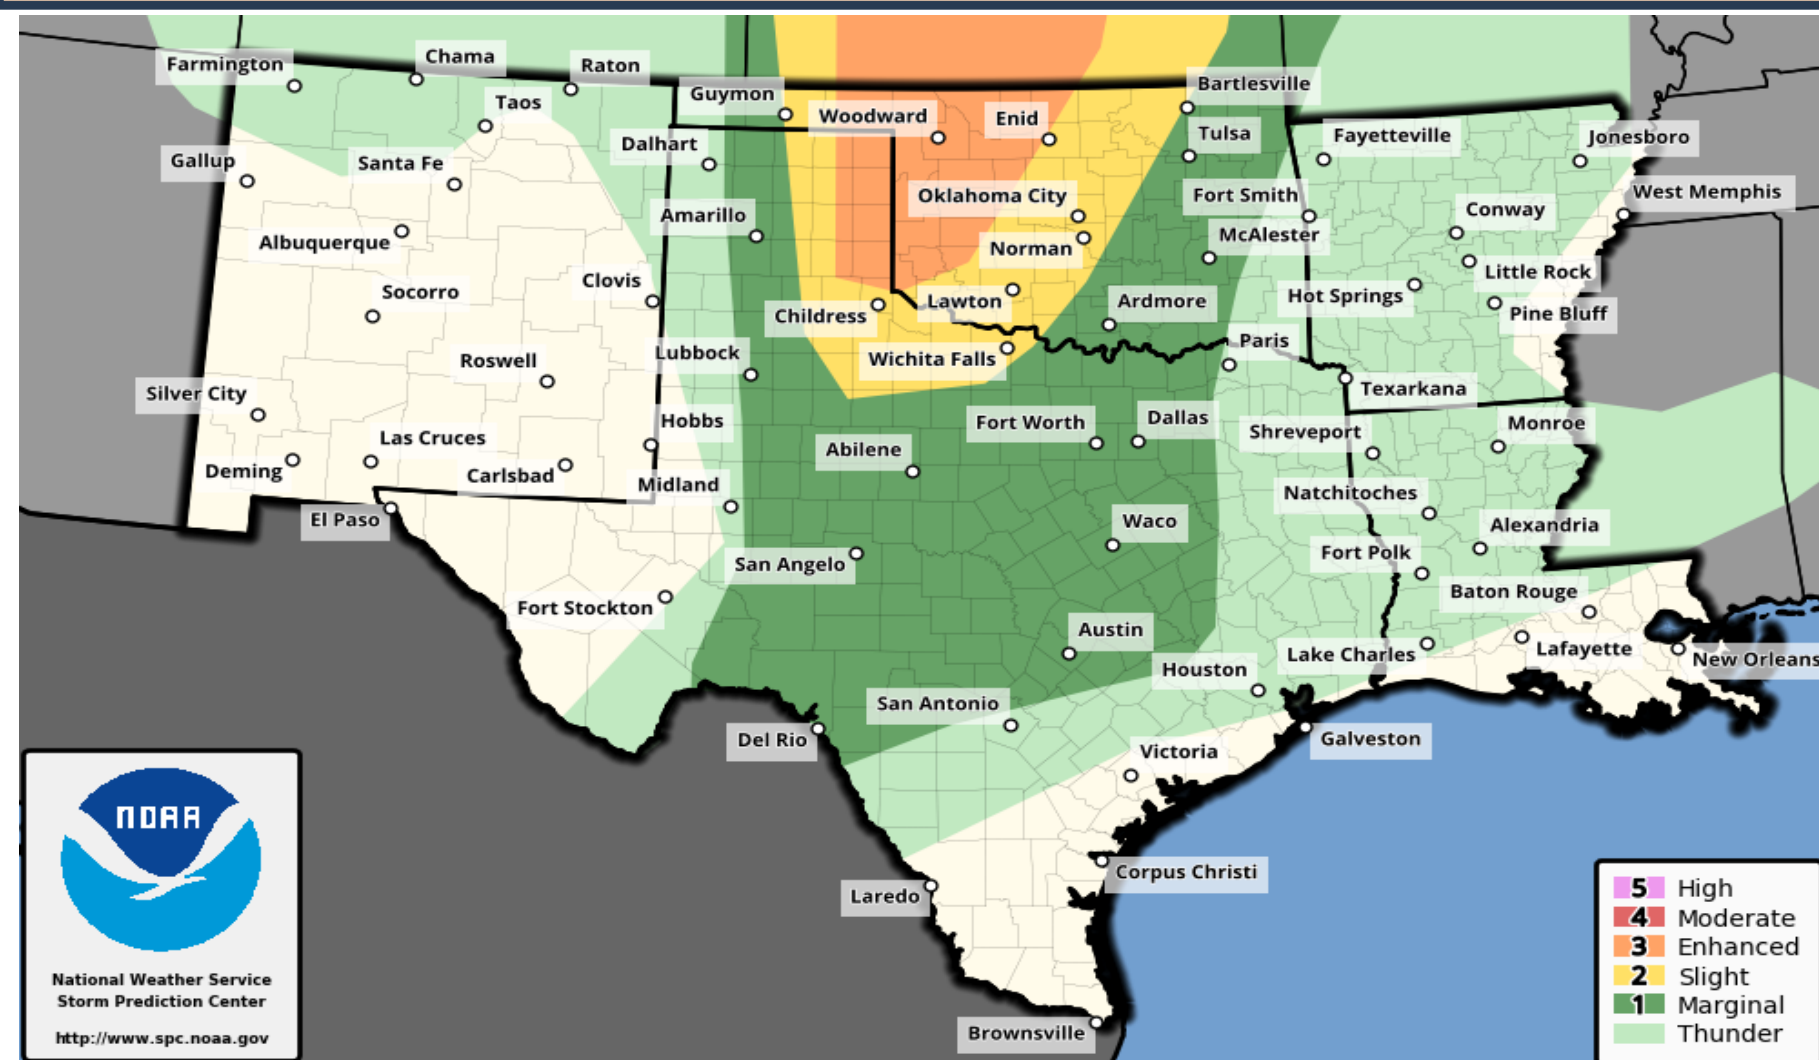 Farmington
Chama
Raton
Guymon
Bartlesville
Taos
Woodward
Enid
Tulsa
Fayetteville
Jonesboro
Gallup
Santa Fe
Dalhart
Oklahoma City
Fort Smith
Conway
West Memphis
Albuquerque
Amarillo
Norman
McAlester
Socorro
Clovis
Childress
Lawton
Ardmore
Hot Springs
Little Rock
Pine Bluff
Silver City
Roswell
Lubbock
Wichita Falls
Paris
Texarkana
Las Cruces
Hobbs
Abilene
Fort Worth
Dallas
Shreveport
Monroe
Deming
Carlsbad
Midland
Natchitoches
El Paso
San Angelo
Waco
Fort Polk
Alexandria
Fort Stockton
Baton Rouge
Austin
Lake Charles
Lafayette
New Orleans
Houston
San Antonio
Del Rio
Victoria
Galveston
Laredo
Corpus Christi
Brownsville
NOAA
National Weather Service
Storm Prediction Center
http://www.spc.noaa.gov
5 High
4 Moderate
3 Enhanced
2 Slight
1 Marginal
Thunder